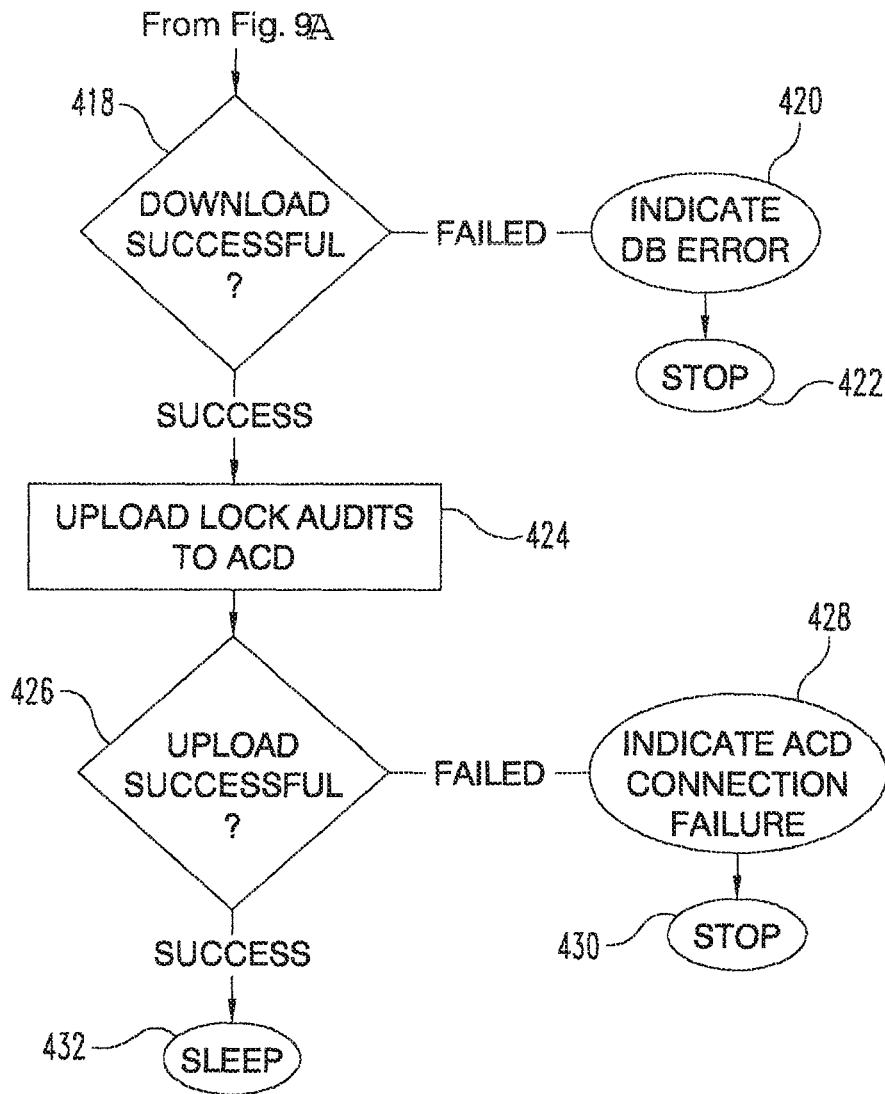 From Fig. 9A
418
DOWNLOAD
SUCCESSFUL
?
FAILED
420
INDICATE
DB ERROR
STOP
422
SUCCESS
UPLOAD LOCK AUDITS
TO ACD
424
426
UPLOAD
SUCCESSFUL
?
FAILED
428
INDICATE ACD
CONNECTION
FAILURE
430
STOP
SUCCESS
432
SLEEP